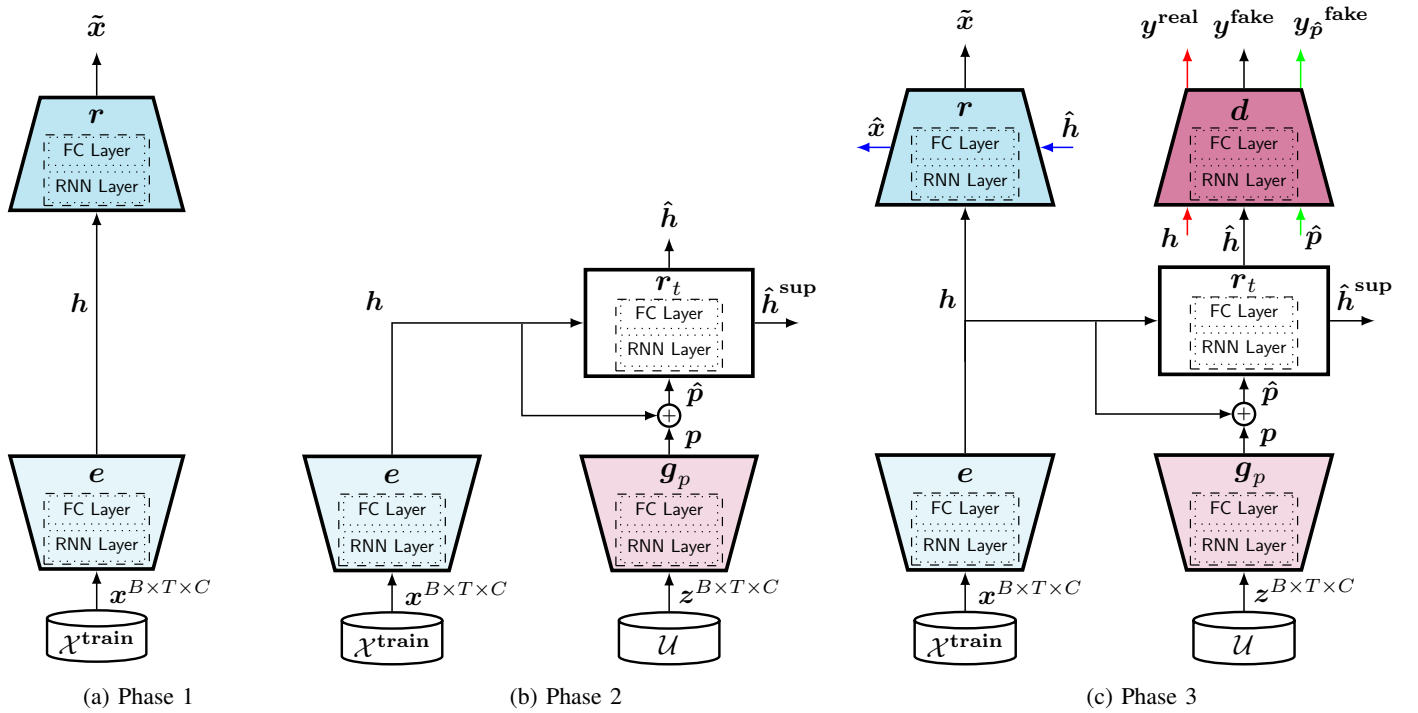 x̃
r
FC Layer
RNN Layer
h
e
FC Layer
RNN Layer
x^{B×T×C}
𝒳^{train}
(a) Phase 1
ĥ
r_t
FC Layer
RNN Layer
h
ĥ^{sup}
p̂
+
p
e
FC Layer
RNN Layer
g_p
FC Layer
RNN Layer
x^{B×T×C}
z^{B×T×C}
𝒳^{train}
𝒰
(b) Phase 2
x̃
y^{real}
y^{fake}
y_{p̂}^{fake}
r
FC Layer
RNN Layer
x̂
ĥ
d
FC Layer
RNN Layer
h
ĥ
p̂
h
r_t
FC Layer
RNN Layer
ĥ^{sup}
p̂
+
p
e
FC Layer
RNN Layer
g_p
FC Layer
RNN Layer
x^{B×T×C}
z^{B×T×C}
𝒳^{train}
𝒰
(c) Phase 3